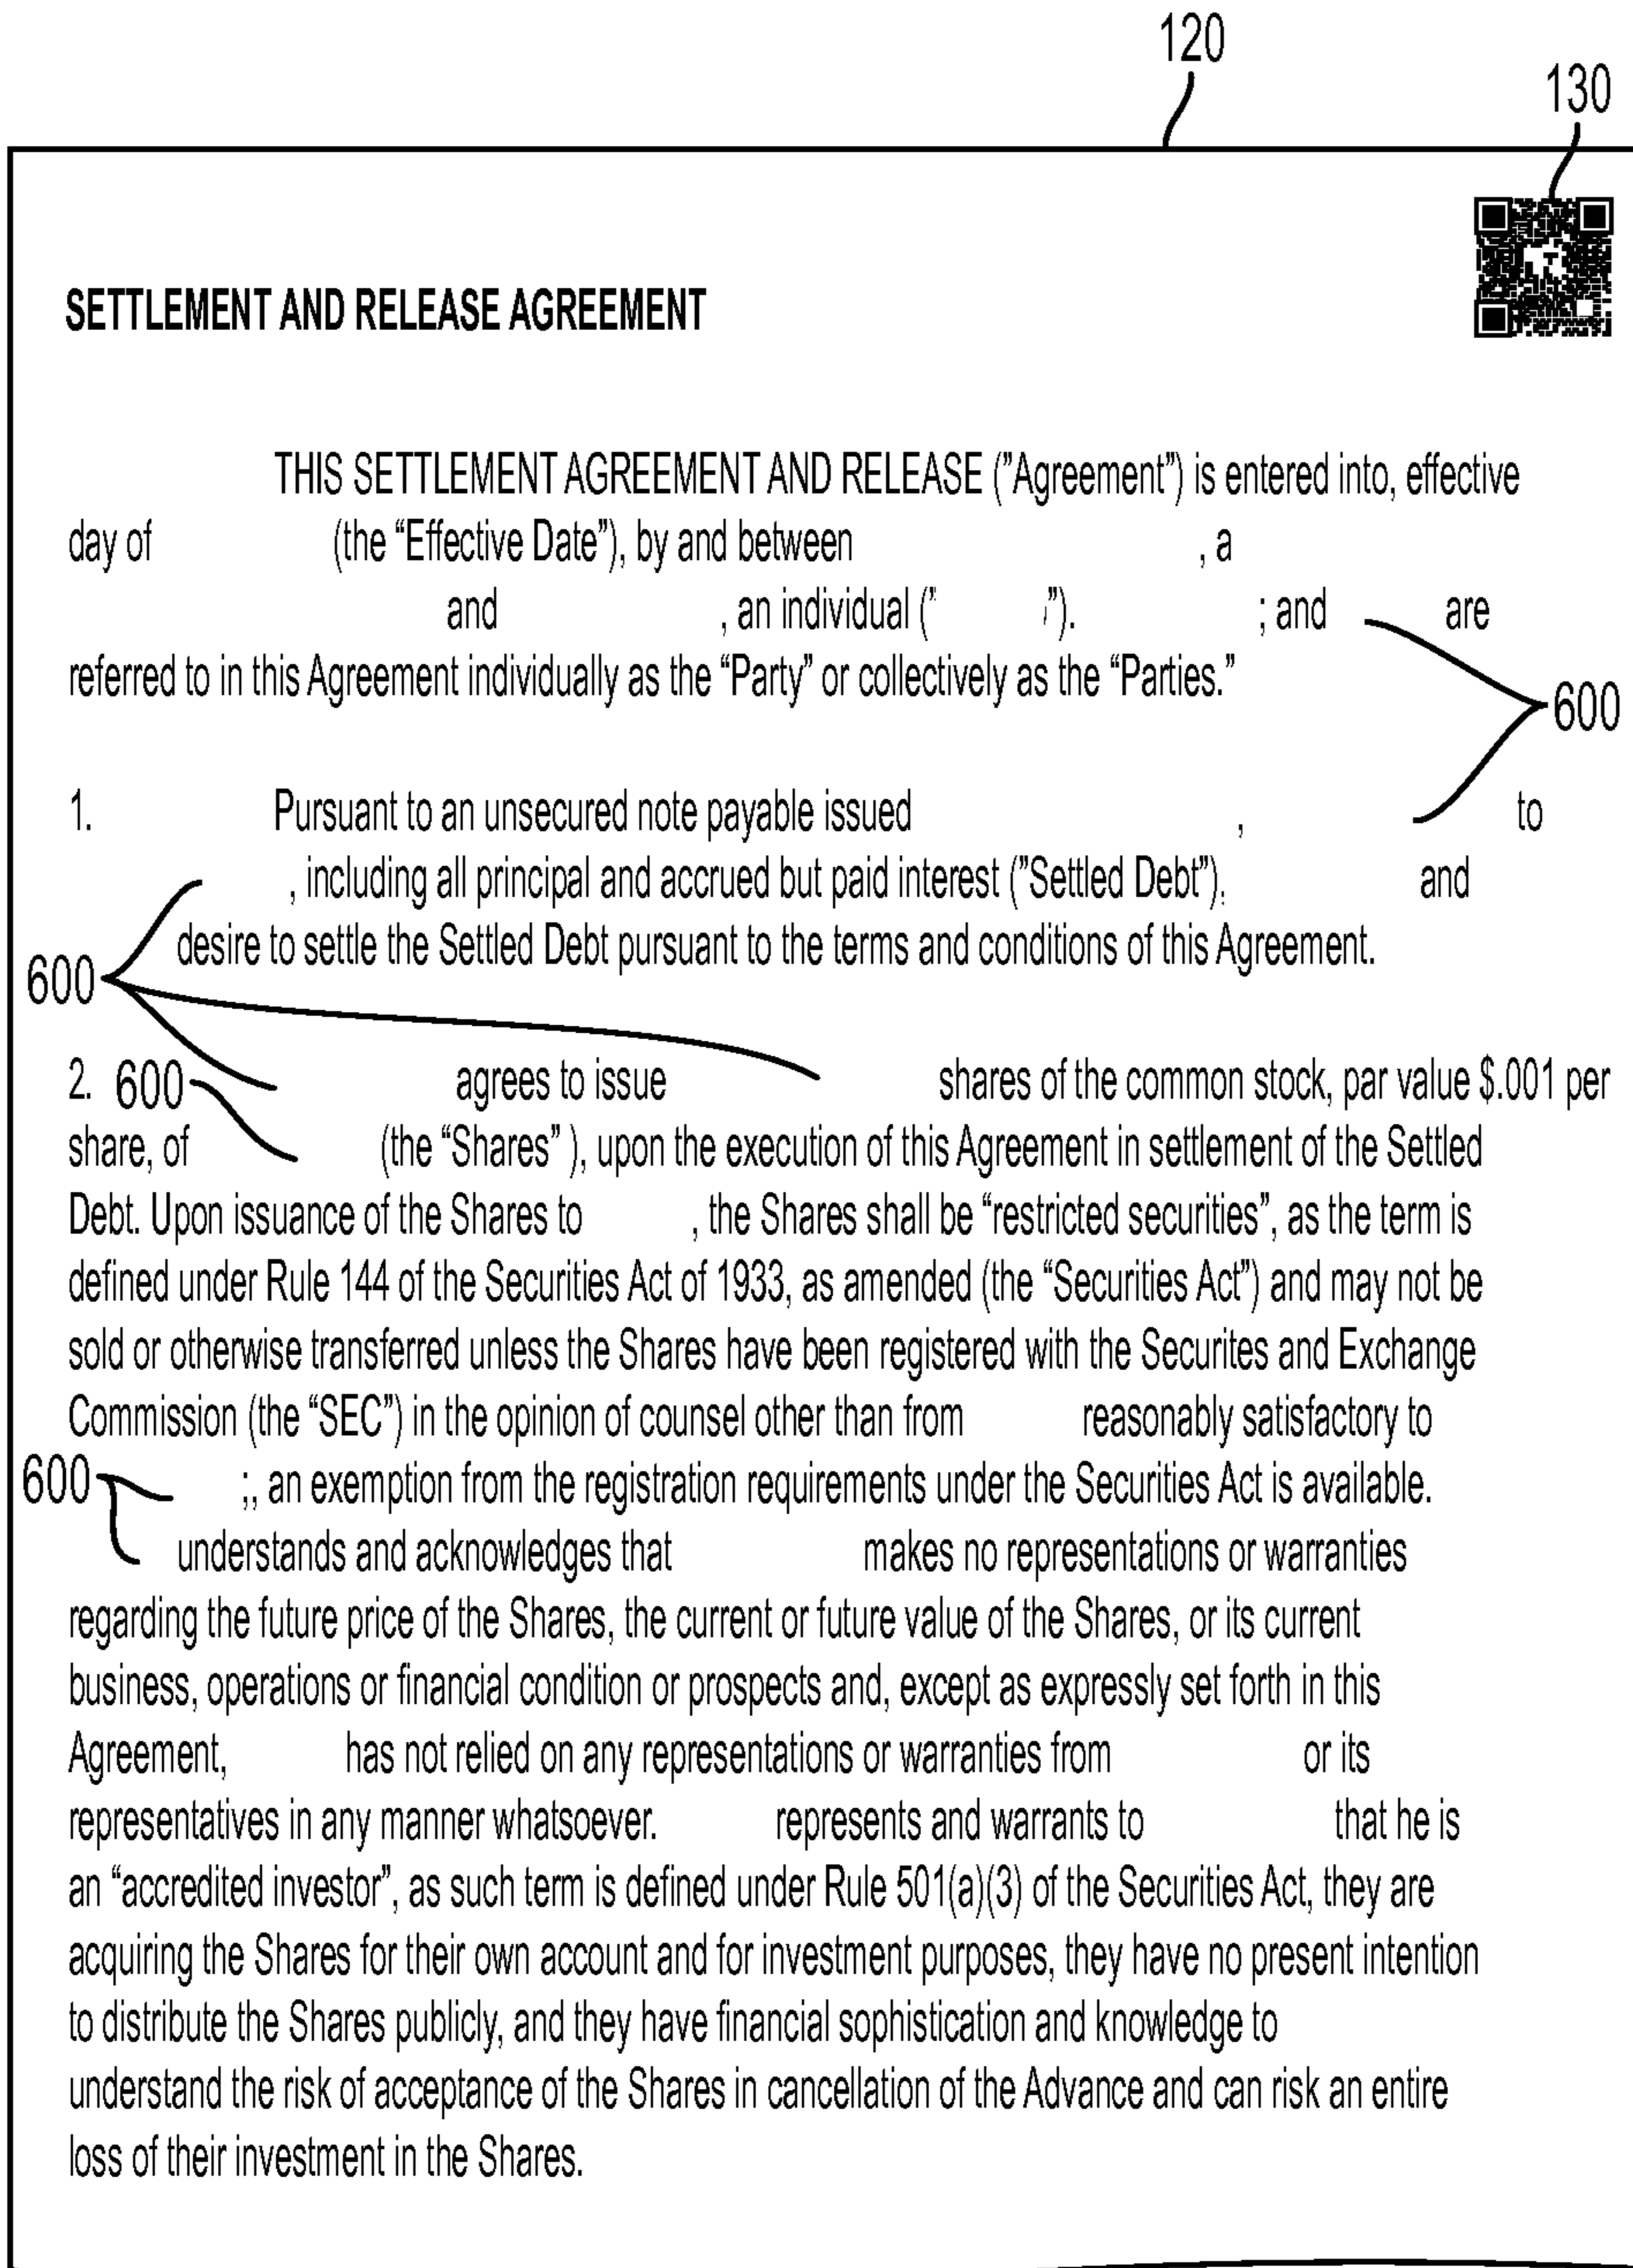 120
130
SETTLEMENT AND RELEASE AGREEMENT
THIS SETTLEMENT AGREEMENT AND RELEASE ("Agreement") is entered into, effective
day of (the “Effective Date”), by and between , a
and , an individual (" "). ; and are
referred to in this Agreement individually as the “Party” or collectively as the “Parties.”
600
1. Pursuant to an unsecured note payable issued , to
, including all principal and accrued but paid interest ("Settled Debt"). and
desire to settle the Settled Debt pursuant to the terms and conditions of this Agreement.
600
2. 600 agrees to issue shares of the common stock, par value $.001 per
share, of (the “Shares” ), upon the execution of this Agreement in settlement of the Settled
Debt. Upon issuance of the Shares to , the Shares shall be “restricted securities”, as the term is
defined under Rule 144 of the Securities Act of 1933, as amended (the “Securities Act”) and may not be
sold or otherwise transferred unless the Shares have been registered with the Securites and Exchange
Commission (the “SEC”) in the opinion of counsel other than from reasonably satisfactory to
600 ;, an exemption from the registration requirements under the Securities Act is available.
understands and acknowledges that makes no representations or warranties
regarding the future price of the Shares, the current or future value of the Shares, or its current
business, operations or financial condition or prospects and, except as expressly set forth in this
Agreement, has not relied on any representations or warranties from or its
representatives in any manner whatsoever. represents and warrants to that he is
an “accredited investor”, as such term is defined under Rule 501(a)(3) of the Securities Act, they are
acquiring the Shares for their own account and for investment purposes, they have no present intention
to distribute the Shares publicly, and they have financial sophistication and knowledge to
understand the risk of acceptance of the Shares in cancellation of the Advance and can risk an entire
loss of their investment in the Shares.